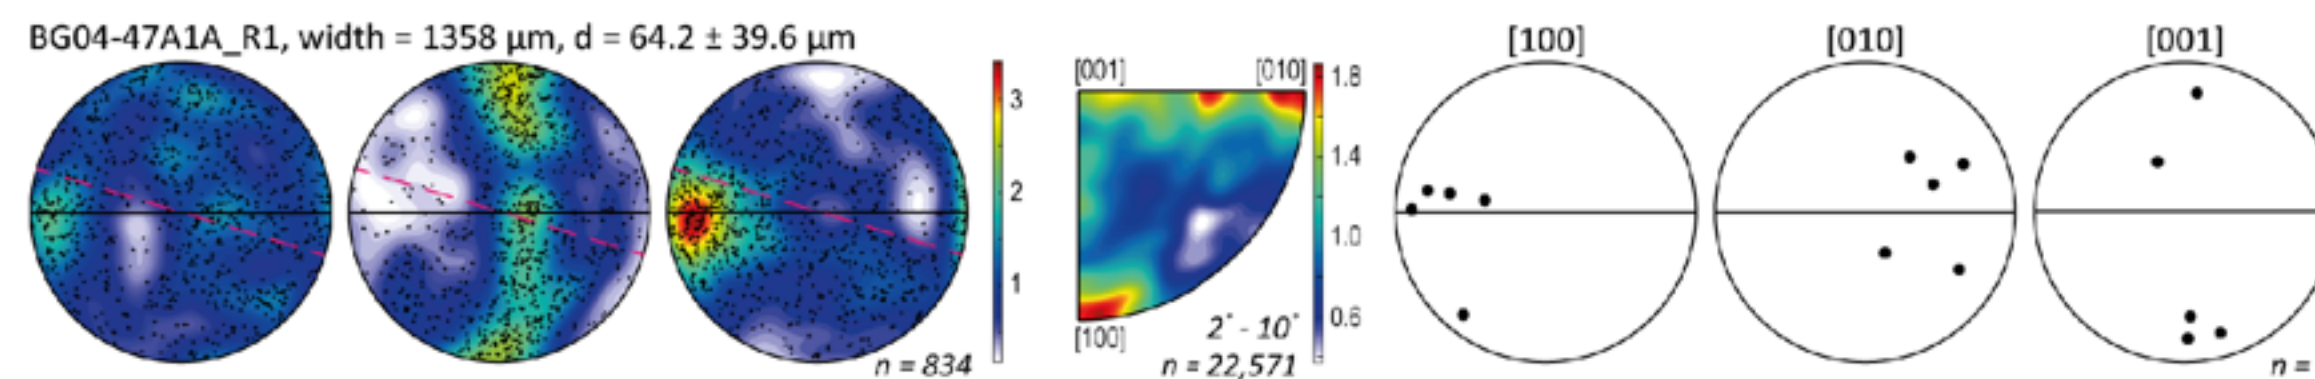 BG04-47A1A_R1, width = 1358 µm, d = 64.2 ± 39.6 µm
[100] [010] [001]
[001] [010]
3
2
1
n = 834
1.8
1.4
1.0
0.6
[100]
2° - 10°
n = 22,571
n =